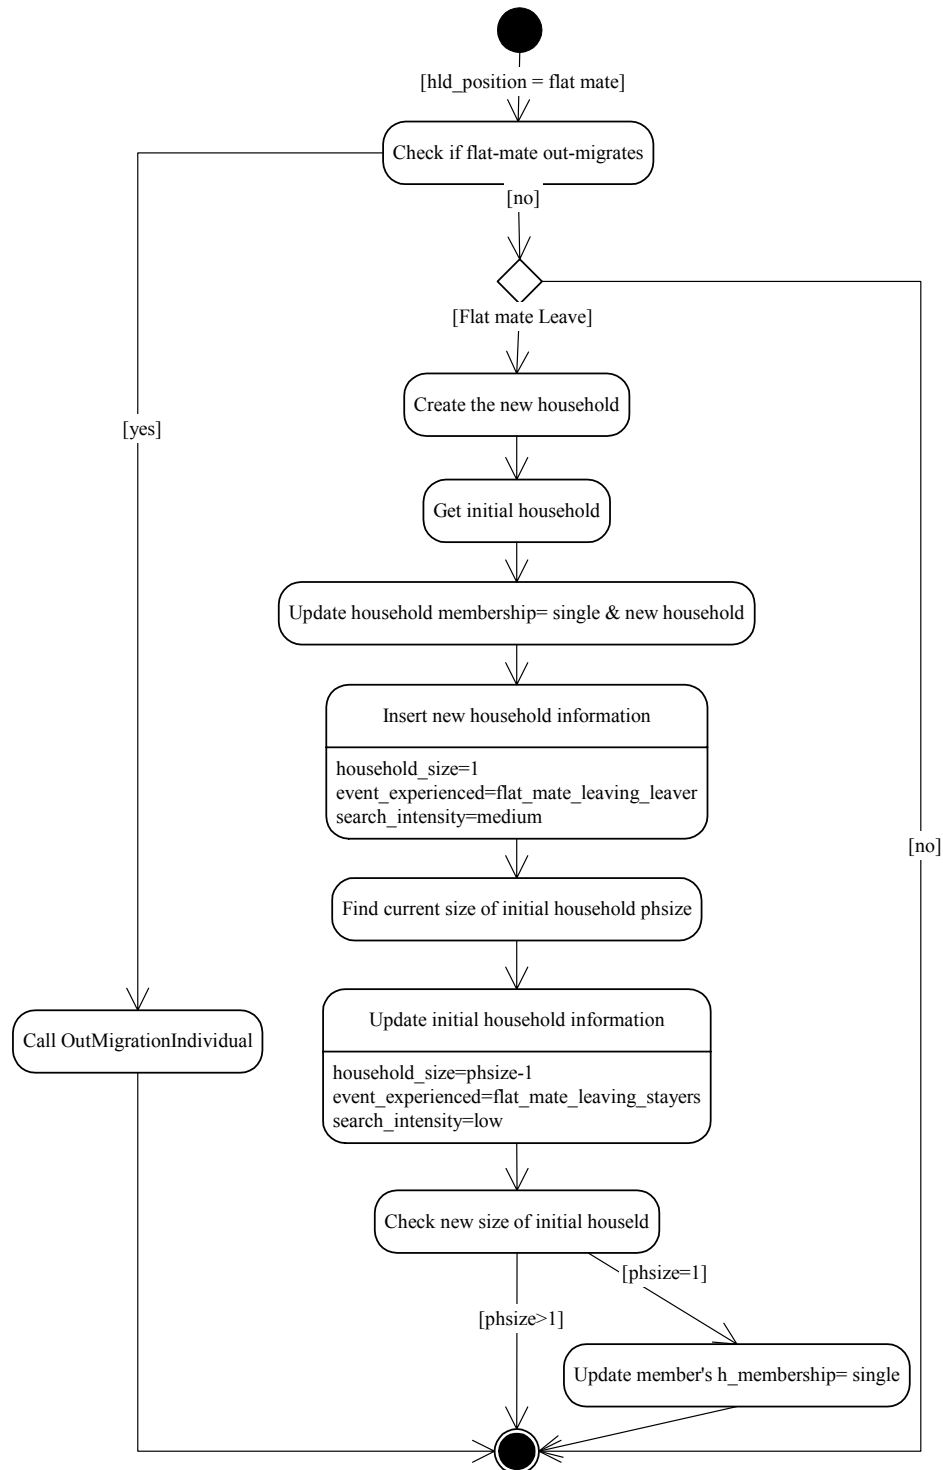 [hld_position = flat mate]
Check if flat-mate out-migrates
[no]
[Flat mate Leave]
Create the new household
[yes]
Get initial household
Update household membership= single & new household
Insert new household information
household_size=1
event_experienced=flat_mate_leaving_leaver
search_intensity=medium
[no]
Find current size of initial household phsize
Update initial household information
Call OutMigrationIndividual
household_size=phsize-1
event_experienced=flat_mate_leaving_stayers
search_intensity=low
Check new size of initial houseld
[phsize=1]
[phsize>1]
Update member's h_membership= single